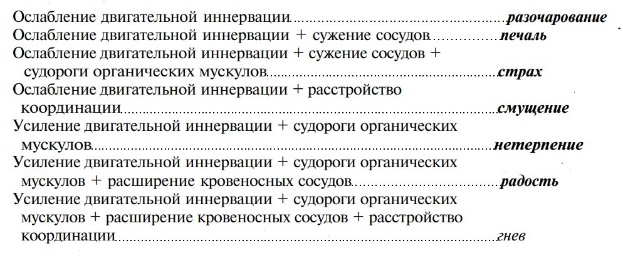 Ослабление двигательной иннервации..........разочарование
Ослабление двигательной иннервации + сужение сосудов..........печаль
Ослабление двигательной иннервации + сужение сосудов +
судороги органических мускулов..........страх
Ослабление двигательной иннервации + расстройство
координации..........смущение
Усиление двигательной иннервации + судороги органических
мускулов..........нетерпение
Усиление двигательной иннервации + судороги органических
мускулов + расширение кровеносных сосудов..........радость
Усиление двигательной иннервации + судороги органических
мускулов + расширение кровеносных сосудов + расстройство
координации..........гнев